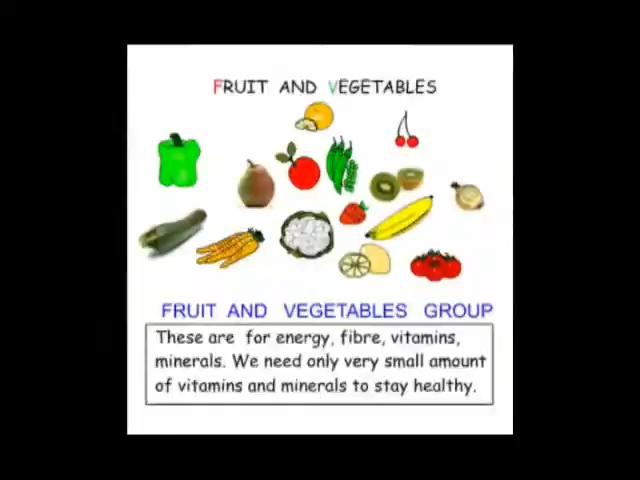 FRUIT AND VEGETABLES
FRUIT AND VEGETABLES GROUP
These are for energy, fibre, vitamins,
minerals. We need only very small amount
of vitamins and minerals to stay healthy.